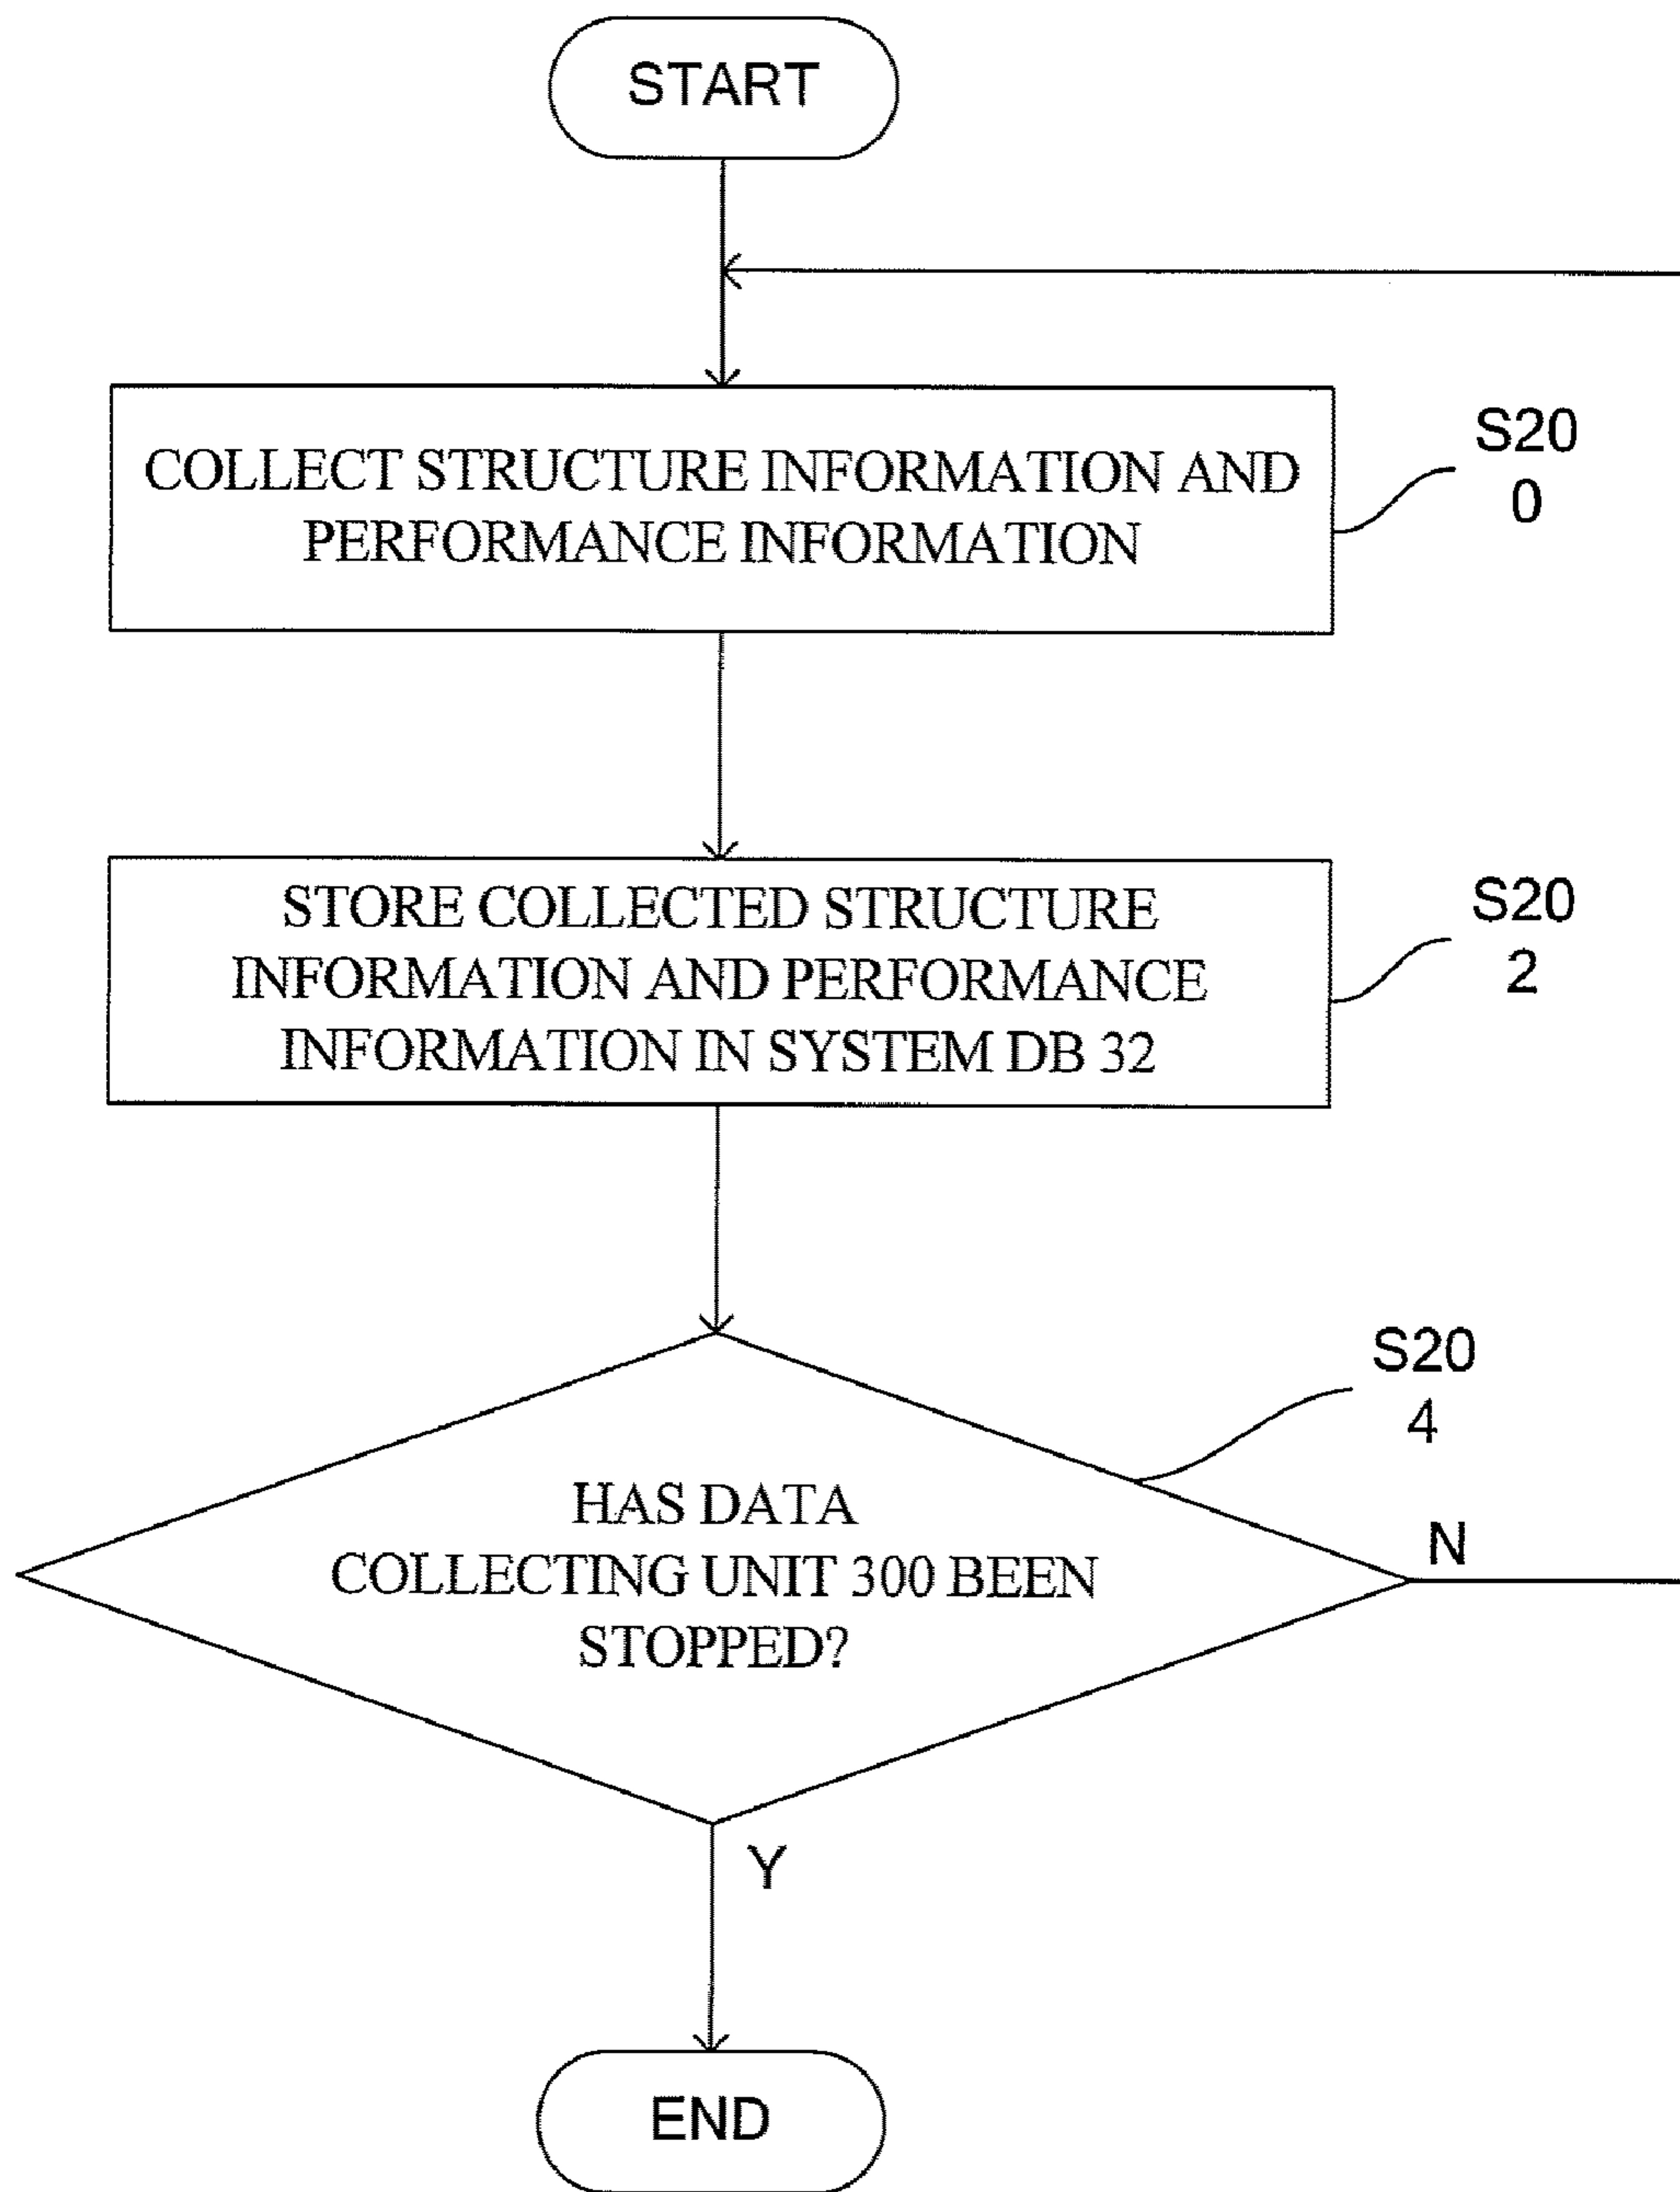 START
COLLECT STRUCTURE INFORMATION AND
PERFORMANCE INFORMATION
S20
0
STORE COLLECTED STRUCTURE
INFORMATION AND PERFORMANCE
INFORMATION IN SYSTEM DB 32
S20
2
S20
4
HAS DATA
COLLECTING UNIT 300 BEEN
STOPPED?
N
Y
END